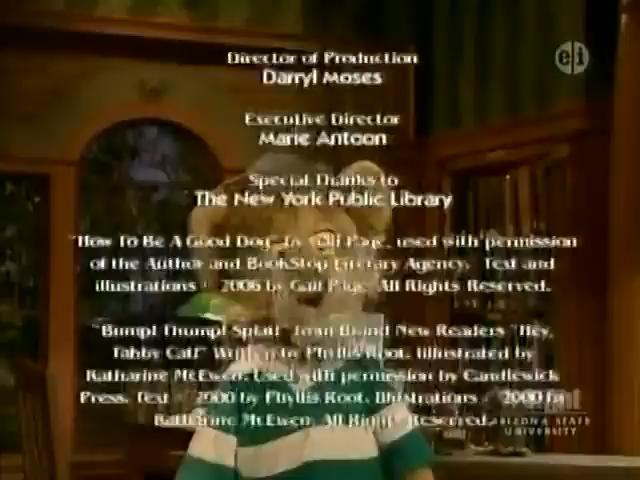 Director of Production
Darryl Moses
e/i
Executive Director
Marie Antoon
Special Thanks to
The New York Public Library
"How To Be A Good Dog" by Gail Page, used with permission
of the Author and BookStop Literary Agency. Text and
illustrations © 2006 by Gail Page. All Rights Reserved.
"Bump! Thump! Splat!" from Brand New Readers "Hey,
Tabby Cat!" Written by Phyllis Root. Illustrated by
Katharine McEwen. Used with permission by Candlewick
Press. Text © 2000 by Phyllis Root. Illustrations © 2000 by
Katharine McEwen. All Rights Reserved.
ARIZONA STATE
UNIVERSITY